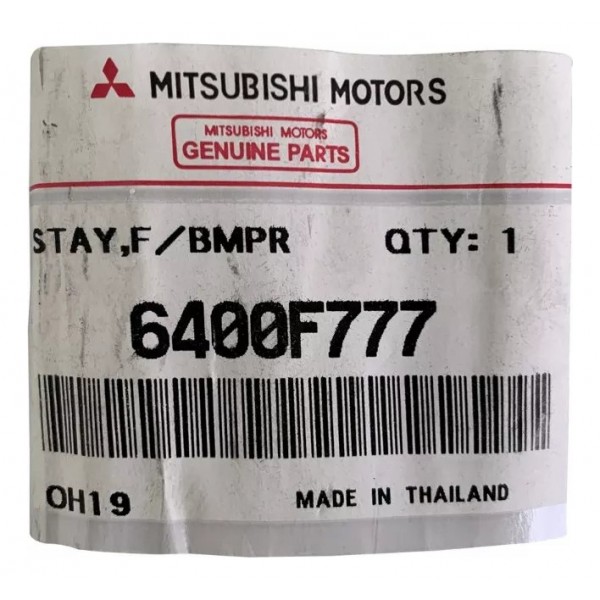 MITSUBISHI MOTORS
MITSUBISHI MOTORS
GENUINE PARTS
STAY,F/BMPR QTY: 1
6400F777
OH19 MADE IN THAILAND